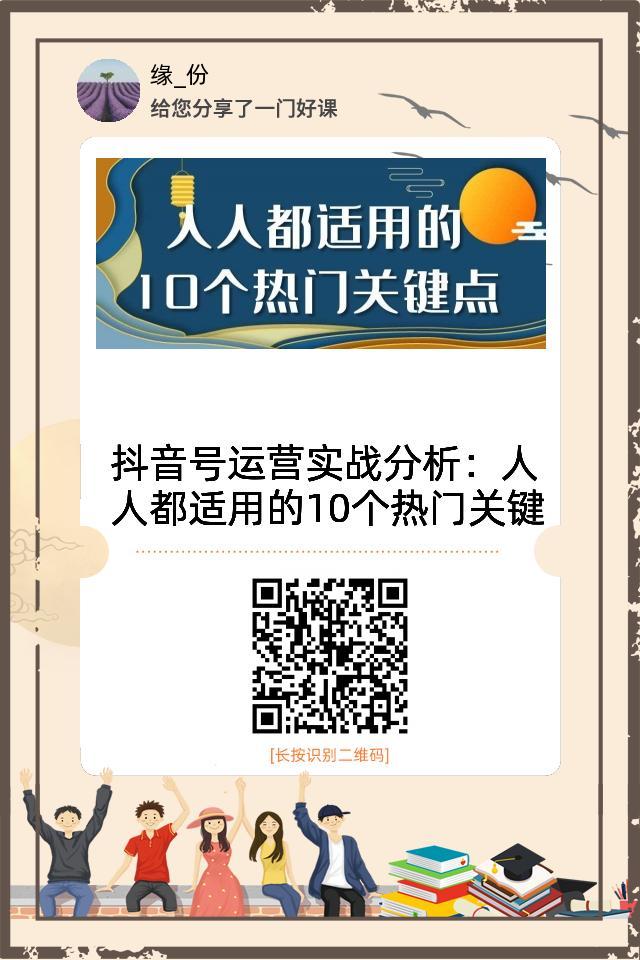 缘_份
给您分享了一门好课
人人都适用的
10个热门关键点
抖音号运营实战分析：人
人都适用的10个热门关键
[长按识别二维码]